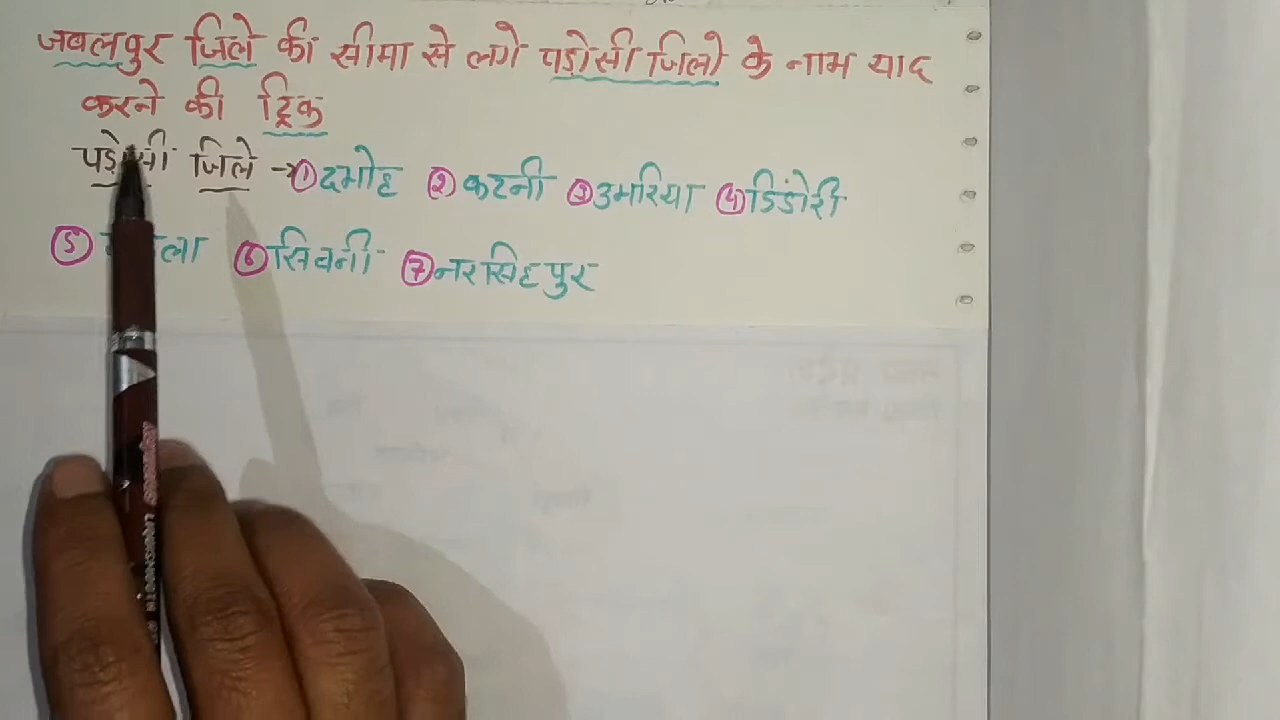 जबलपुर जिले की सीमा से लगे पड़ोसी जिलो के नाम याद
करने की ट्रिक
पड़ोसी जिले → ① दमोह ② कटनी ③ उमरिया ④ डिंडोरी
⑤ ⑥ सिवनी ⑦ नरसिंहपुर